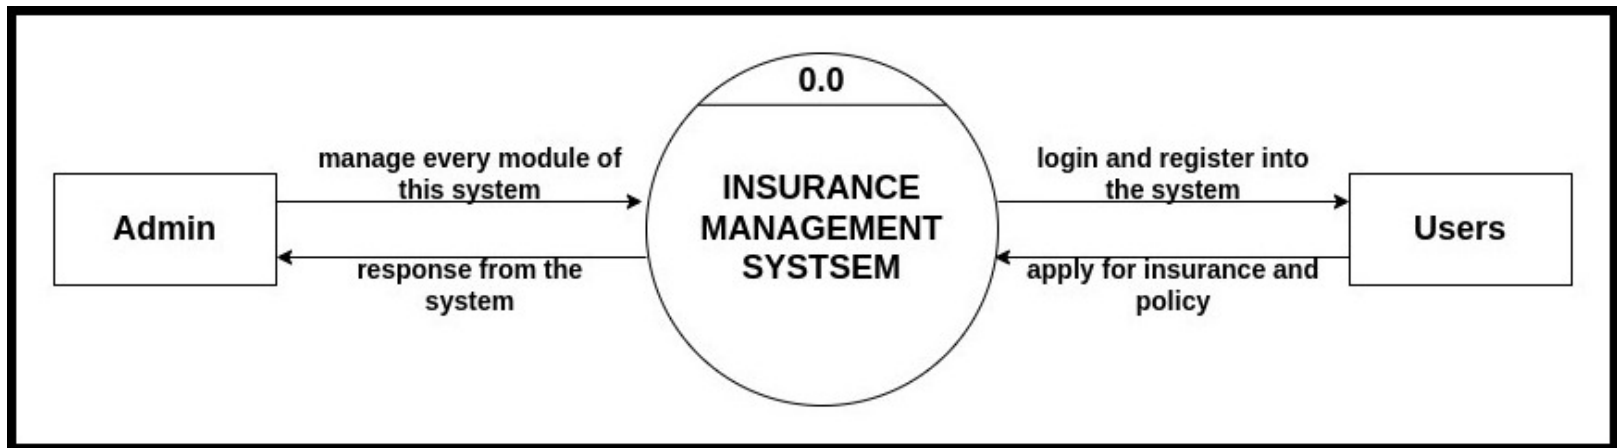 0.0
manage every module of
this system
login and register into
the system
INSURANCE
MANAGEMENT
SYSTSEM
Admin
Users
response from the
system
apply for insurance and
policy